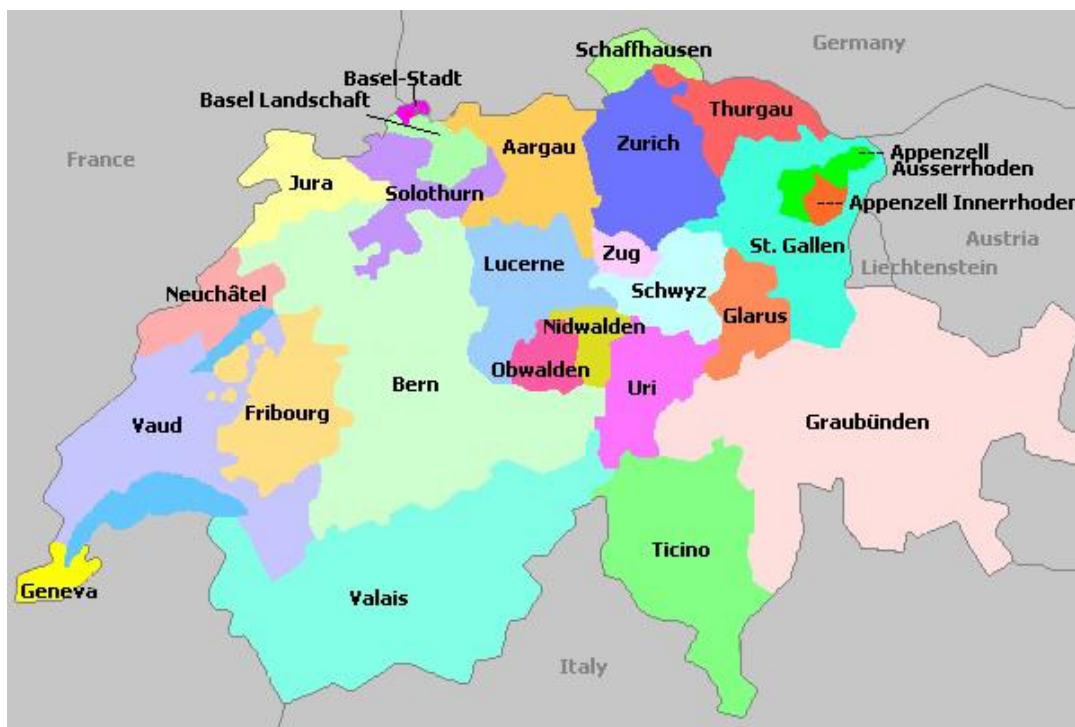 Germany
Schaffhausen
Basel-Stadt
Basel Landschaft
Thurgau
France
Aargau
Zurich
Appenzell
Ausserrhoden
Jura
Solothurn
Appenzell Innerrhoden
Austria
St. Gallen
Zug
Lucerne
Liechtenstein
Neuchâtel
Schwyz
Glarus
Nidwalden
Obwalden
Bern
Uri
Fribourg
Vaud
Graubünden
Ticino
Geneva
Valais
Italy